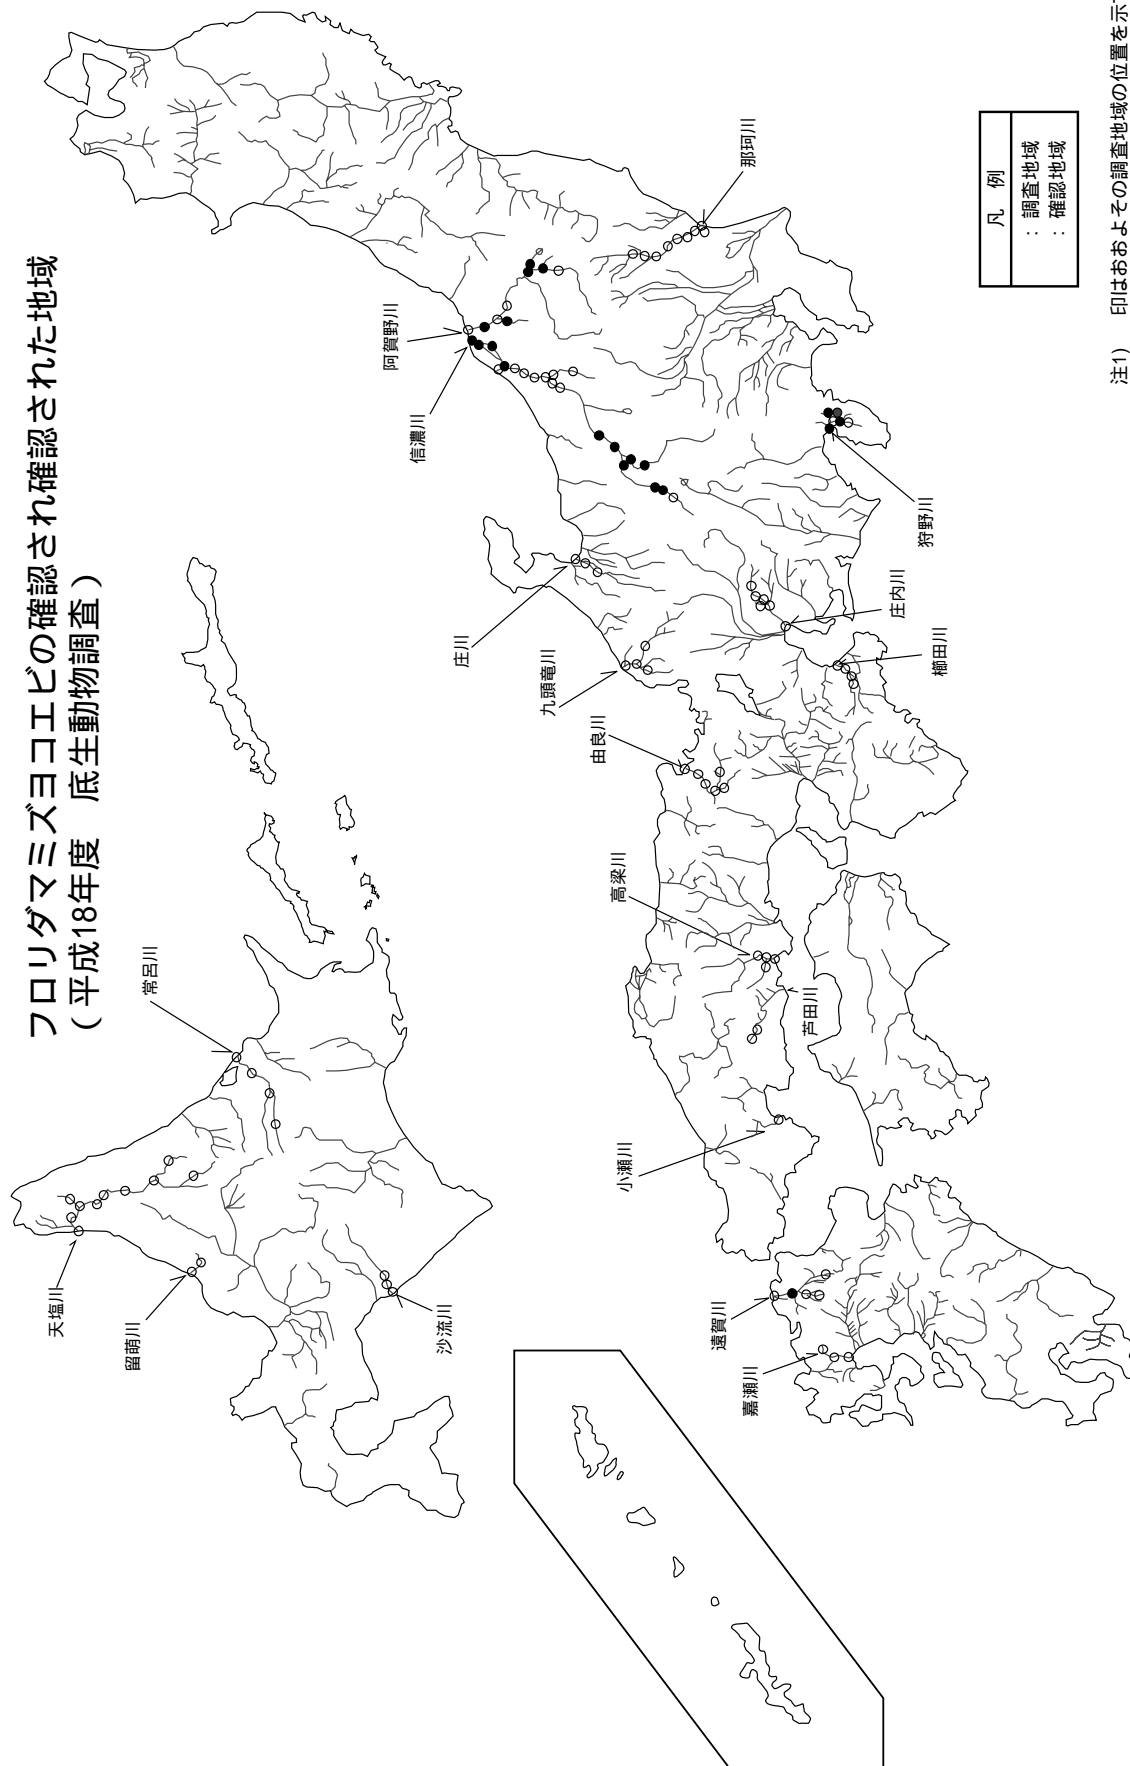 フロリダマミズヨコエビの確認され確認された地域
（平成18年度　底生動物調査）
常呂川
天塩川
留萌川
沙流川
阿賀野川
信濃川
那珂川
狩野川
庄川
九頭竜川
由良川
庄内川
櫛田川
高梁川
芦田川
小瀬川
遠賀川
嘉瀬川
凡　例
：調査地域
：確認地域
注1）　印はおおよその調査地域の位置を示